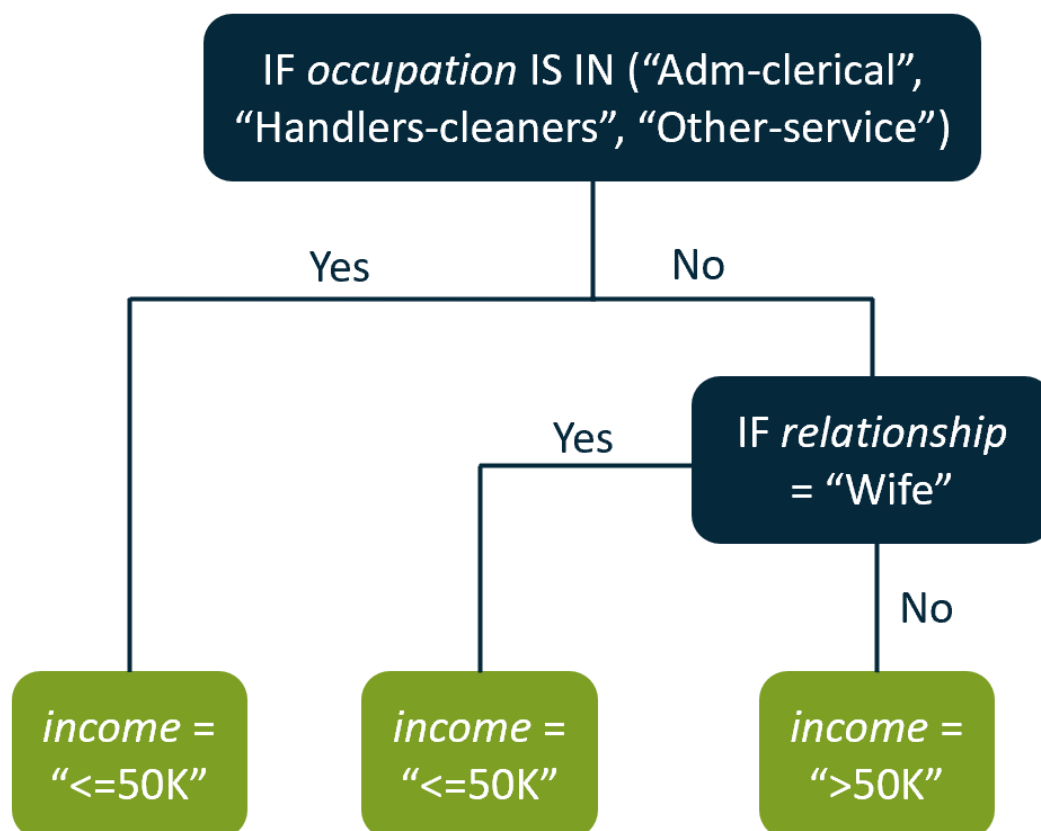 IF occupation IS IN (“Adm-clerical”,
“Handlers-cleaners”, “Other-service”)
Yes
No
Yes
IF relationship
= “Wife”
No
income =
“<=50K”
income =
“<=50K”
income =
“>50K”